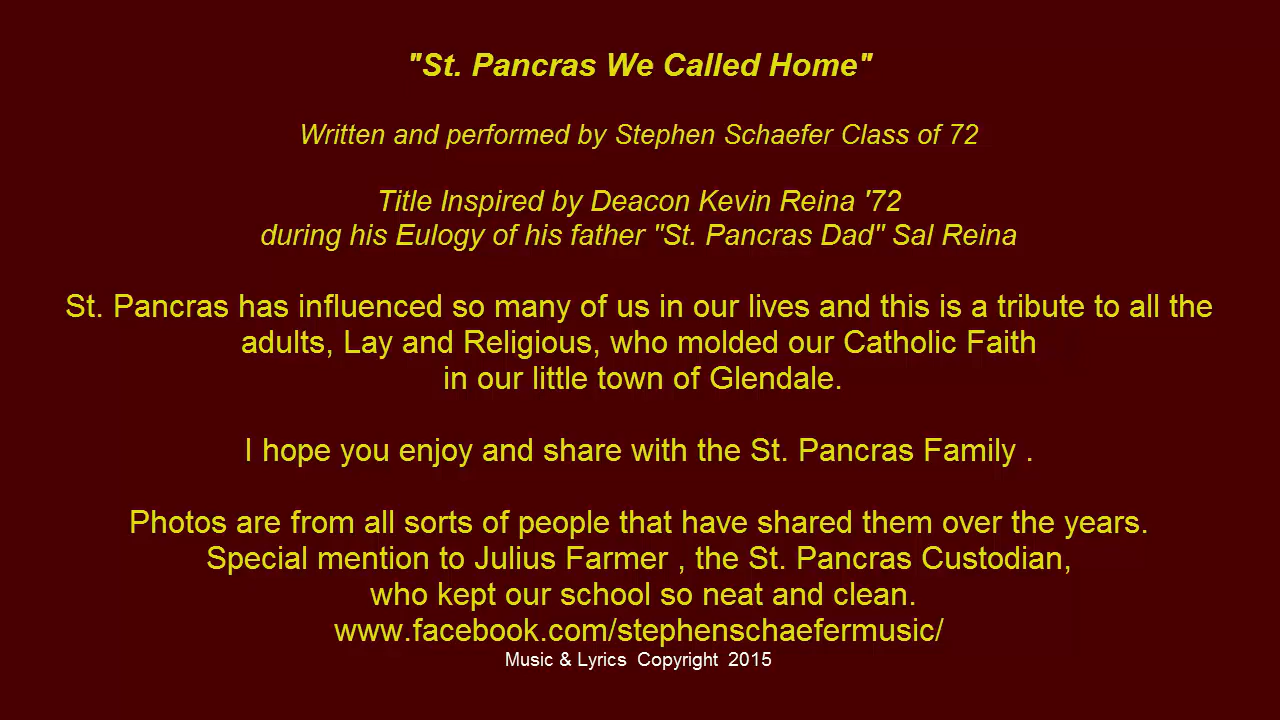 "St. Pancras We Called Home"
Written and performed by Stephen Schaefer Class of 72
Title Inspired by Deacon Kevin Reina '72
during his Eulogy of his father "St. Pancras Dad" Sal Reina
St. Pancras has influenced so many of us in our lives and this is a tribute to all the
adults, Lay and Religious, who molded our Catholic Faith
in our little town of Glendale.
I hope you enjoy and share with the St. Pancras Family .
Photos are from all sorts of people that have shared them over the years.
Special mention to Julius Farmer , the St. Pancras Custodian,
who kept our school so neat and clean.
www.facebook.com/stephenschaefermusic/
Music & Lyrics  Copyright  2015